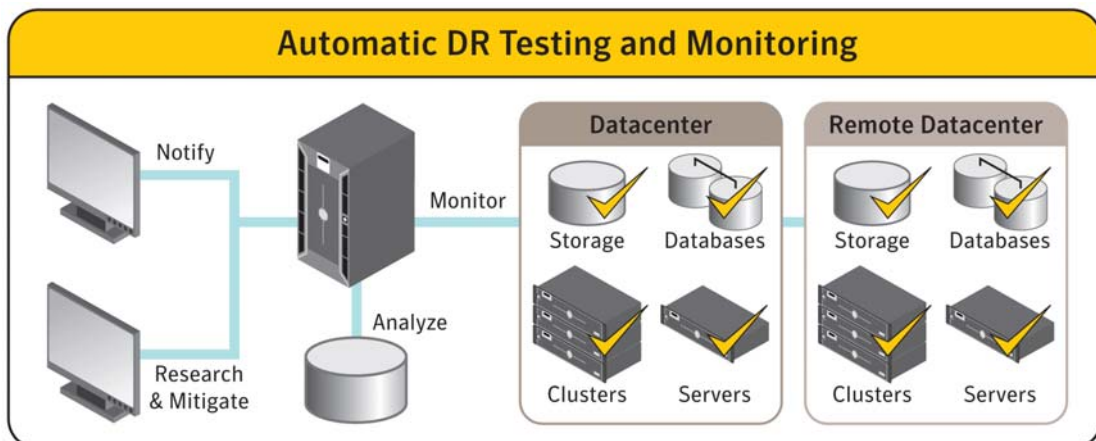 Automatic DR Testing and Monitoring
Notify
Monitor
Analyze
Research
& Mitigate
Datacenter
Storage
Databases
Clusters
Servers
Remote Datacenter
Storage
Databases
Clusters
Servers